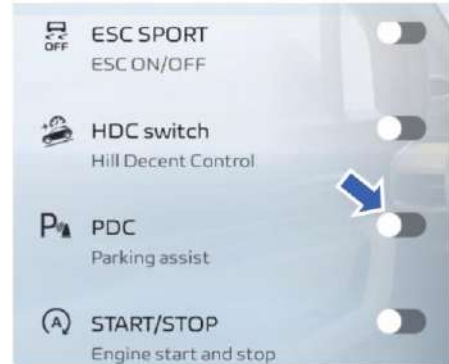 OFF
ESC SPORT
ESC ON/OFF
HDC switch
Hill Decent Control
P
PDC
Parking assist
A
START/STOP
Engine start and stop